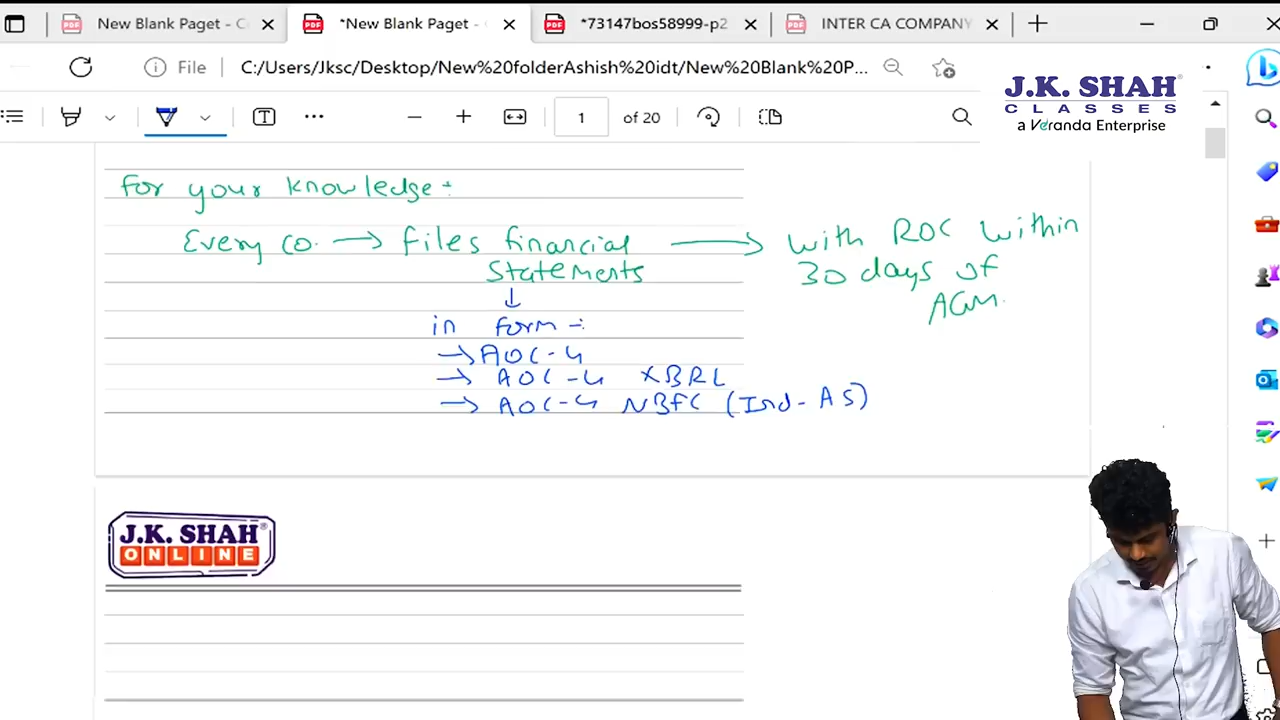 New Blank Paget - C
*New Blank Paget -
*73147bos58999-p2
INTER CA COMPANY
File
C:/Users/Jksc/Desktop/New%20folderAshish%20idt/New%20Blank%20P...
J.K. SHAH
CLASSES
a Veranda Enterprise
1 of 20
For your knowledge :
Every co. → files financial statements → with ROC within 30 days of AGM.
↓
in form :
→ AOC-4
→ AOC-4 XBRL
→ AOC-4 NBFC (Ind-AS)
J.K. SHAH
ONLINE